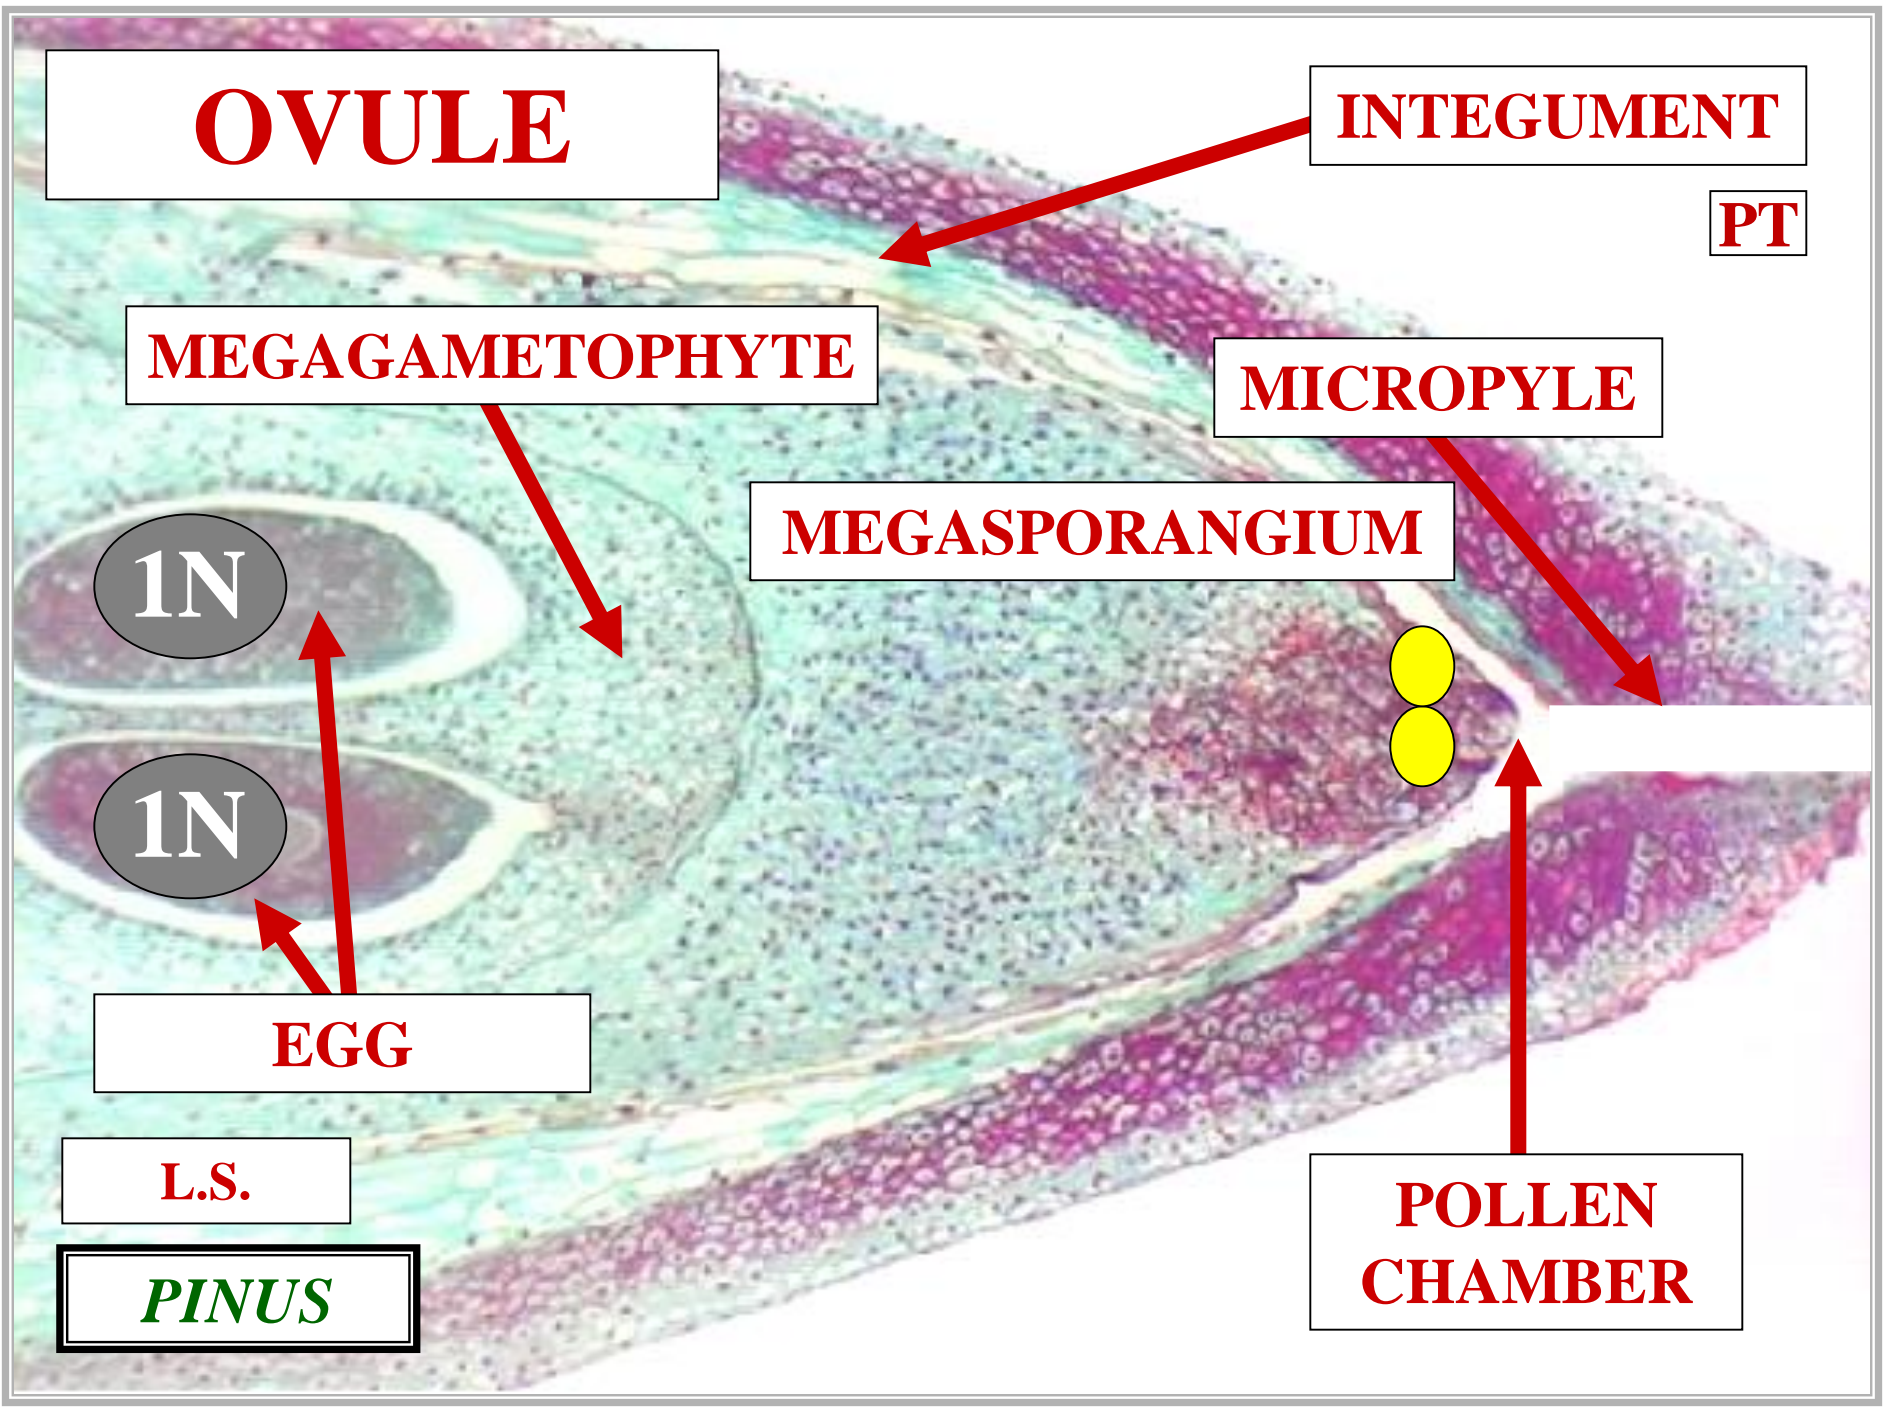 OVULE
INTEGUMENT
PT
MEGAGAMETOPHYTE
MICROPYLE
MEGASPORANGIUM
1N
1N
EGG
L.S.
POLLEN
CHAMBER
PINUS